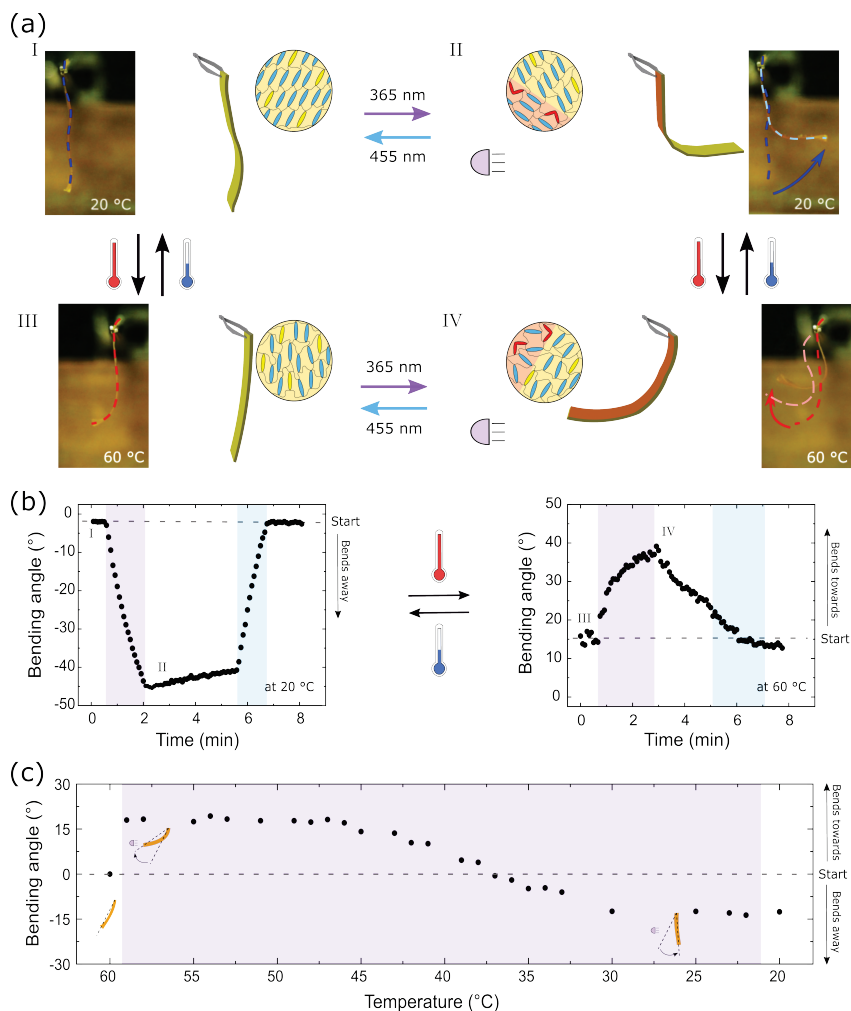 (a)
I
II
365 nm
455 nm
20 °C
20 °C
III
IV
365 nm
455 nm
60 °C
60 °C
(b)
0
-10
-20
-30
-40
-50
Bending angle (°)
I
II
at 20 °C
0 2 4 6 8
Time (min)
Start
Bends away
50
40
30
20
10
0
Bending angle (°)
III
IV
at 60 °C
0 2 4 6 8
Time (min)
Bends towards
Start
(c)
30
15
0
-15
-30
Bending angle (°)
60 55 50 45 40 35 30 25 20
Temperature (°C)
Bends towards
Start
Bends away